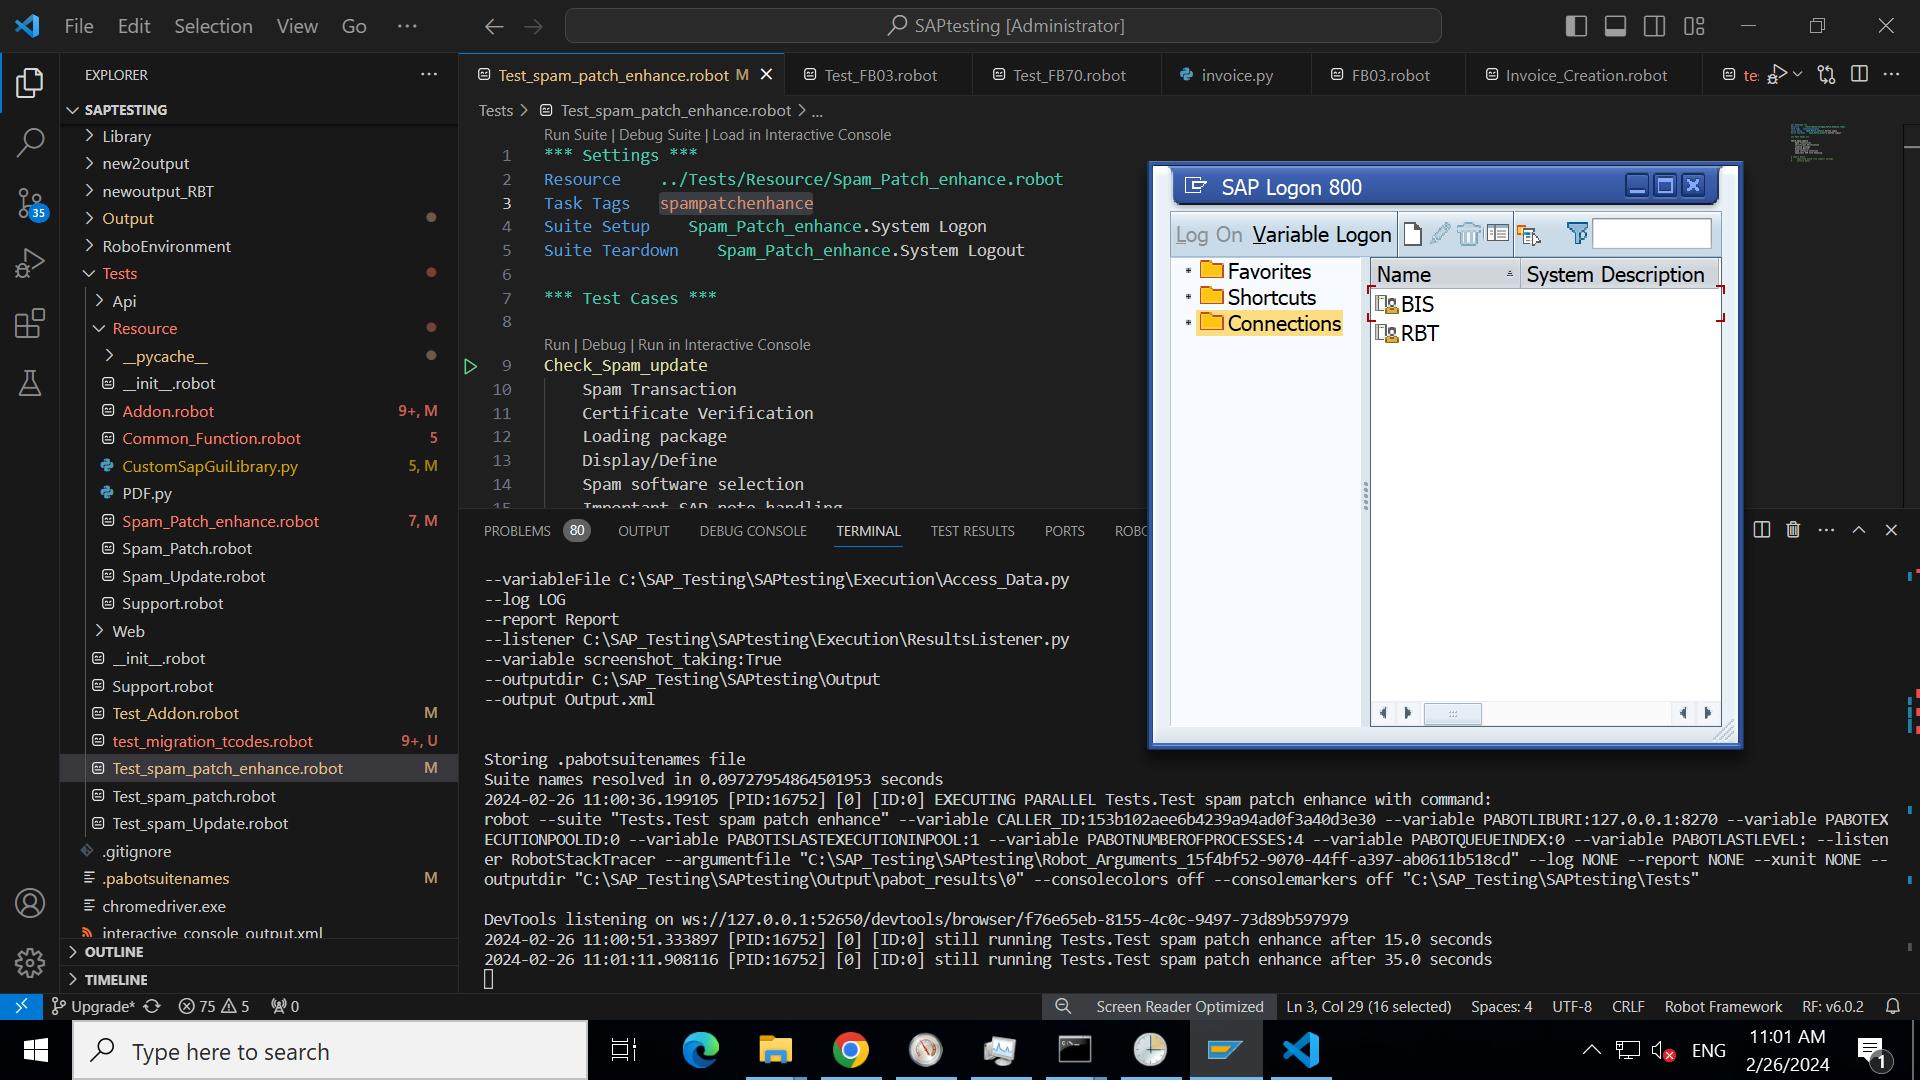 File Edit Selection View Go ···
SAPtesting [Administrator]
EXPLORER
SAPTESTING
Library
new2output
newoutput_RBT
Output
RoboEnvironment
Tests
Api
Resource
__pycache__
__init__.robot
Addon.robot 9+, M
Common_Function.robot 5
CustomSapGuiLibrary.py 5, M
PDF.py
Spam_Patch_enhance.robot 7, M
Spam_Patch.robot
Spam_Update.robot
Support.robot
Web
__init__.robot
Support.robot
Test_Addon.robot M
test_migration_tcodes.robot 9+, U
Test_spam_patch_enhance.robot M
Test_spam_patch.robot
Test_spam_Update.robot
.gitignore
.pabotsuitenames M
chromedriver.exe
interactive_console_output.xml
OUTLINE
TIMELINE
35
Test_spam_patch_enhance.robot M Test_FB03.robot Test_FB70.robot invoice.py FB03.robot Invoice_Creation.robot te:
Tests > Test_spam_patch_enhance.robot > ...
Run Suite | Debug Suite | Load in Interactive Console
1 *** Settings ***
2 Resource ../Tests/Resource/Spam_Patch_enhance.robot
3 Task Tags spampatchenhance
4 Suite Setup Spam_Patch_enhance.System Logon
5 Suite Teardown Spam_Patch_enhance.System Logout
6
7 *** Test Cases ***
8
Run | Debug | Run in Interactive Console
9 Check_Spam_update
10 Spam Transaction
11 Certificate Verification
12 Loading package
13 Display/Define
14 Spam software selection
15 Important SAP note handling
SAP Logon 800
Log On Variable Logon
Favorites
Shortcuts
Connections
Name System Description
BIS
RBT
PROBLEMS 80 OUTPUT DEBUG CONSOLE TERMINAL TEST RESULTS PORTS ROBO
--variableFile C:\SAP_Testing\SAPtesting\Execution\Access_Data.py
--log LOG
--report Report
--listener C:\SAP_Testing\SAPtesting\Execution\ResultsListener.py
--variable screenshot_taking:True
--outputdir C:\SAP_Testing\SAPtesting\Output
--output Output.xml
Storing .pabotsuitenames file
Suite names resolved in 0.09727954864501953 seconds
2024-02-26 11:00:36.199105 [PID:16752] [0] [ID:0] EXECUTING PARALLEL Tests.Test spam patch enhance with command:
robot --suite "Tests.Test spam patch enhance" --variable CALLER_ID:153b102aee6b4239a94ad0f3a40d3e30 --variable PABOTLIBURI:127.0.0.1:8270 --variable PABOTEX
ECUTIONPOOLID:0 --variable PABOTISLASTEXECUTIONINPOOL:1 --variable PABOTNUMBEROFPROCESSES:4 --variable PABOTQUEUEINDEX:0 --variable PABOTLASTLEVEL: --listen
er RobotStackTracer --argumentfile "C:\SAP_Testing\SAPtesting\Robot_Arguments_15f4bf52-9070-44ff-a397-ab0611b518cd" --log NONE --report NONE --xunit NONE --
outputdir "C:\SAP_Testing\SAPtesting\Output\pabot_results\0" --consolecolors off --consolemarkers off "C:\SAP_Testing\SAPtesting\Tests"
DevTools listening on ws://127.0.0.1:52650/devtools/browser/f76e65eb-8155-4c0c-9497-73d89b597979
2024-02-26 11:00:51.333897 [PID:16752] [0] [ID:0] still running Tests.Test spam patch enhance after 15.0 seconds
2024-02-26 11:01:11.908116 [PID:16752] [0] [ID:0] still running Tests.Test spam patch enhance after 35.0 seconds
Upgrade* 75 5 0 Screen Reader Optimized Ln 3, Col 29 (16 selected) Spaces: 4 UTF-8 CRLF Robot Framework RF: v6.0.2
Type here to search
ENG
11:01 AM
2/26/2024
1